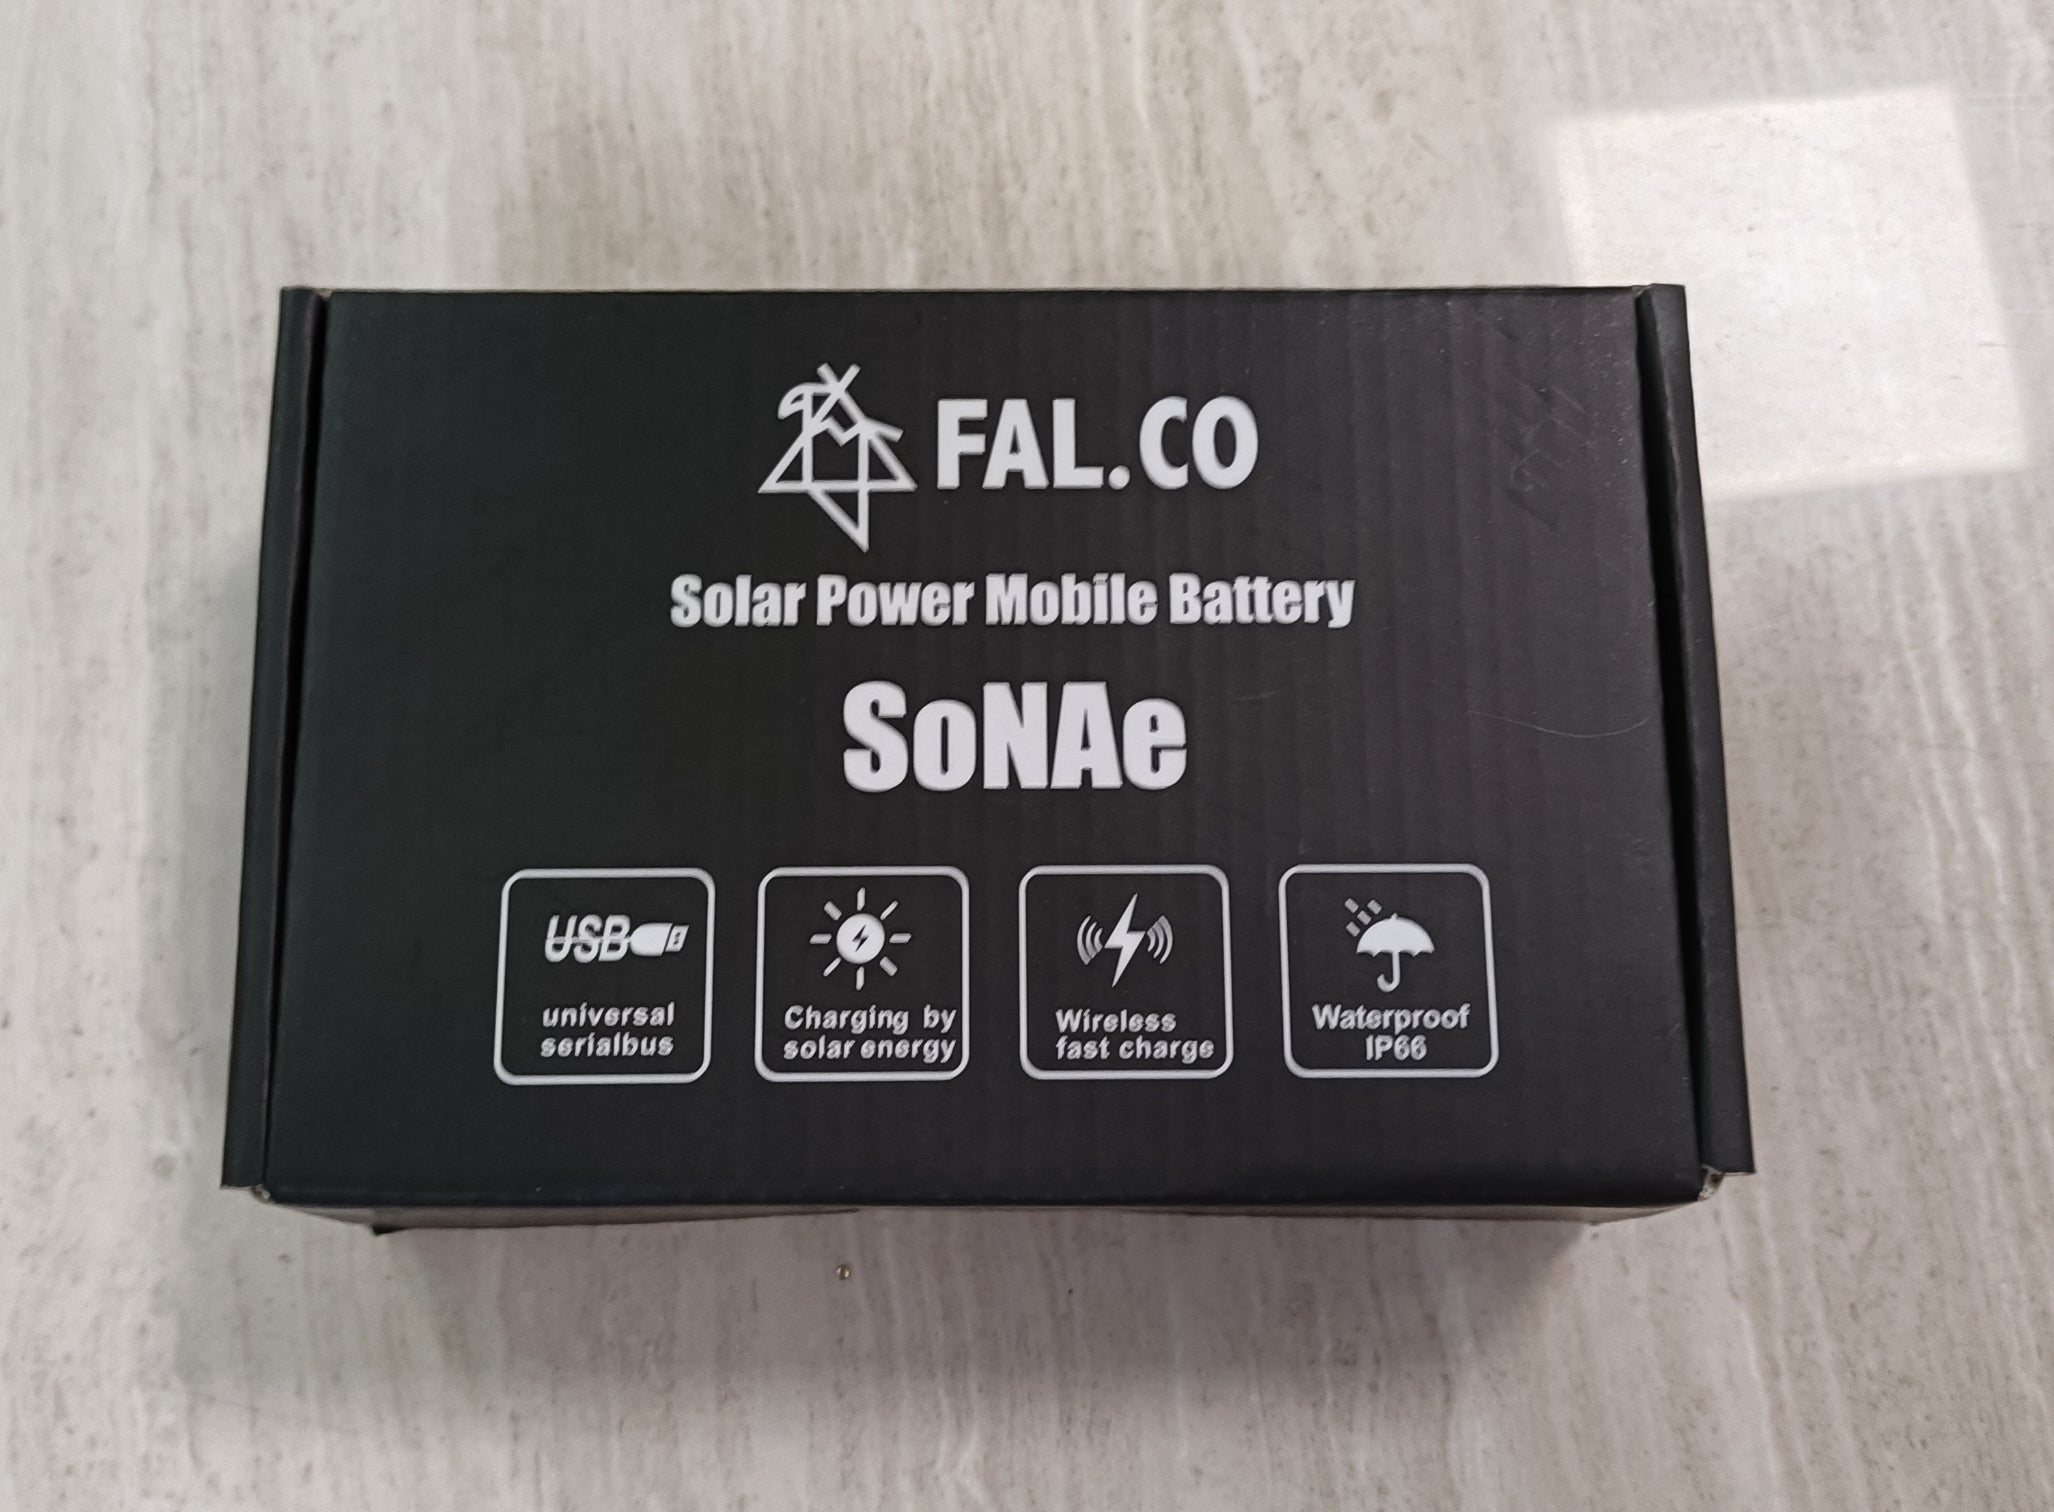 FAL.CO
Solar Power Mobile Battery
SoNAe
USB
universal
serialbus
Charging by
solar energy
Wireless
fast charge
Waterproof
IP66